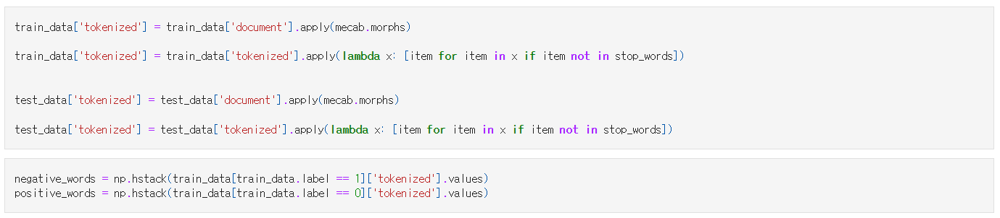 train_data['tokenized'] = train_data['document'].apply(mecab.morphs)
train_data['tokenized'] = train_data['tokenized'].apply(lambda x: [item for item in x if item not in stop_words])
test_data['tokenized'] = test_data['document'].apply(mecab.morphs)
test_data['tokenized'] = test_data['tokenized'].apply(lambda x: [item for item in x if item not in stop_words])
negative_words = np.hstack(train_data[train_data.label == 1]['tokenized'].values)
positive_words = np.hstack(train_data[train_data.label == 0]['tokenized'].values)